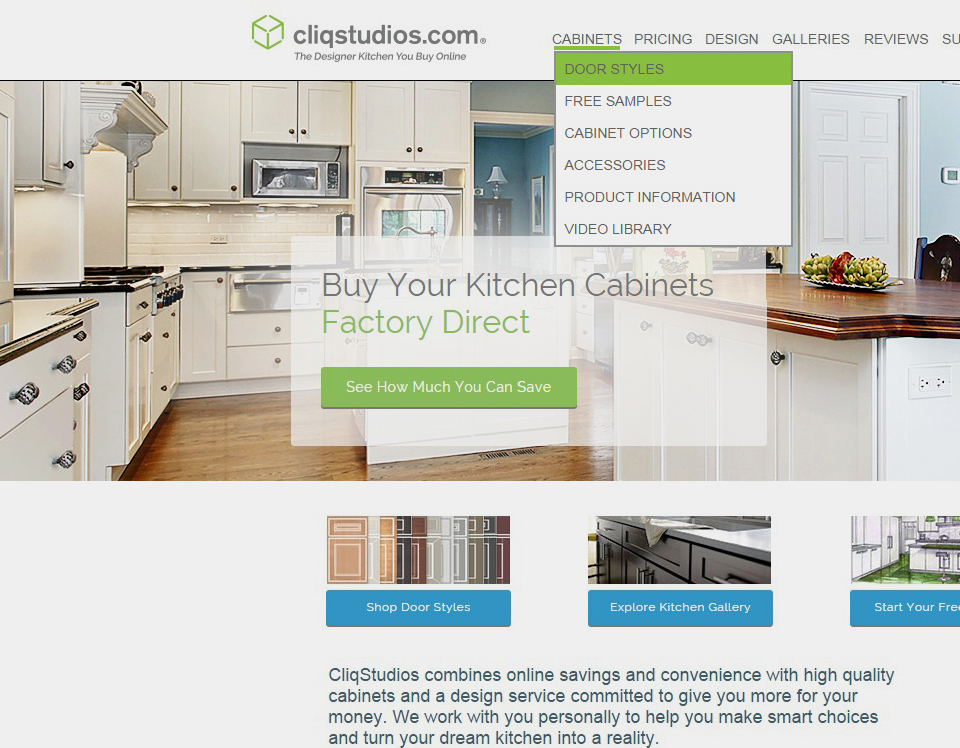 cliqstudios.com®
The Designer Kitchen You Buy Online
CABINETS PRICING DESIGN GALLERIES REVIEWS SU
DOOR STYLES
FREE SAMPLES
CABINET OPTIONS
ACCESSORIES
PRODUCT INFORMATION
VIDEO LIBRARY
Buy Your Kitchen Cabinets
Factory Direct
See How Much You Can Save
Shop Door Styles
Explore Kitchen Gallery
Start Your Free
CliqStudios combines online savings and convenience with high quality
cabinets and a design service committed to give you more for your
money. We work with you personally to help you make smart choices
and turn your dream kitchen into a reality.